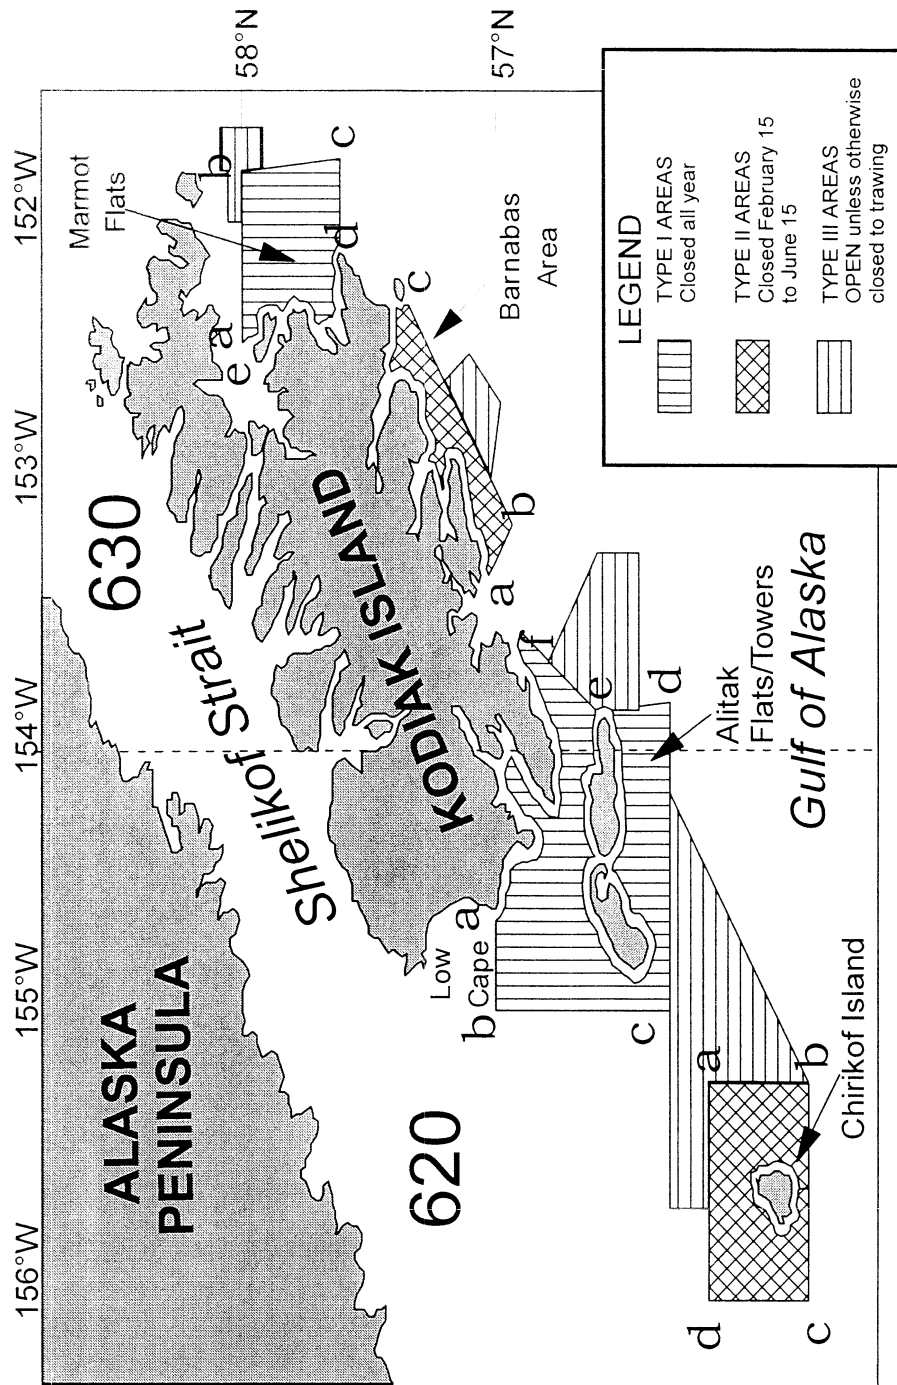 156°W
155°W
154°W
153°W
152°W
58°N
57°N
ALASKA
PENINSULA
630
620
Shelikof Strait
KODIAK ISLAND
Marmot
Flats
a
b
c
d
e
Barnabas
Area
a
b
c
Low
Cape
a
b
c
d
e
f
Alitak
Flats/Towers
Gulf of Alaska
Chirikof Island
a
b
c
d
LEGEND
TYPE I AREAS
Closed all year
TYPE II AREAS
Closed February 15
to June 15
TYPE III AREAS
OPEN unless otherwise
closed to trawing